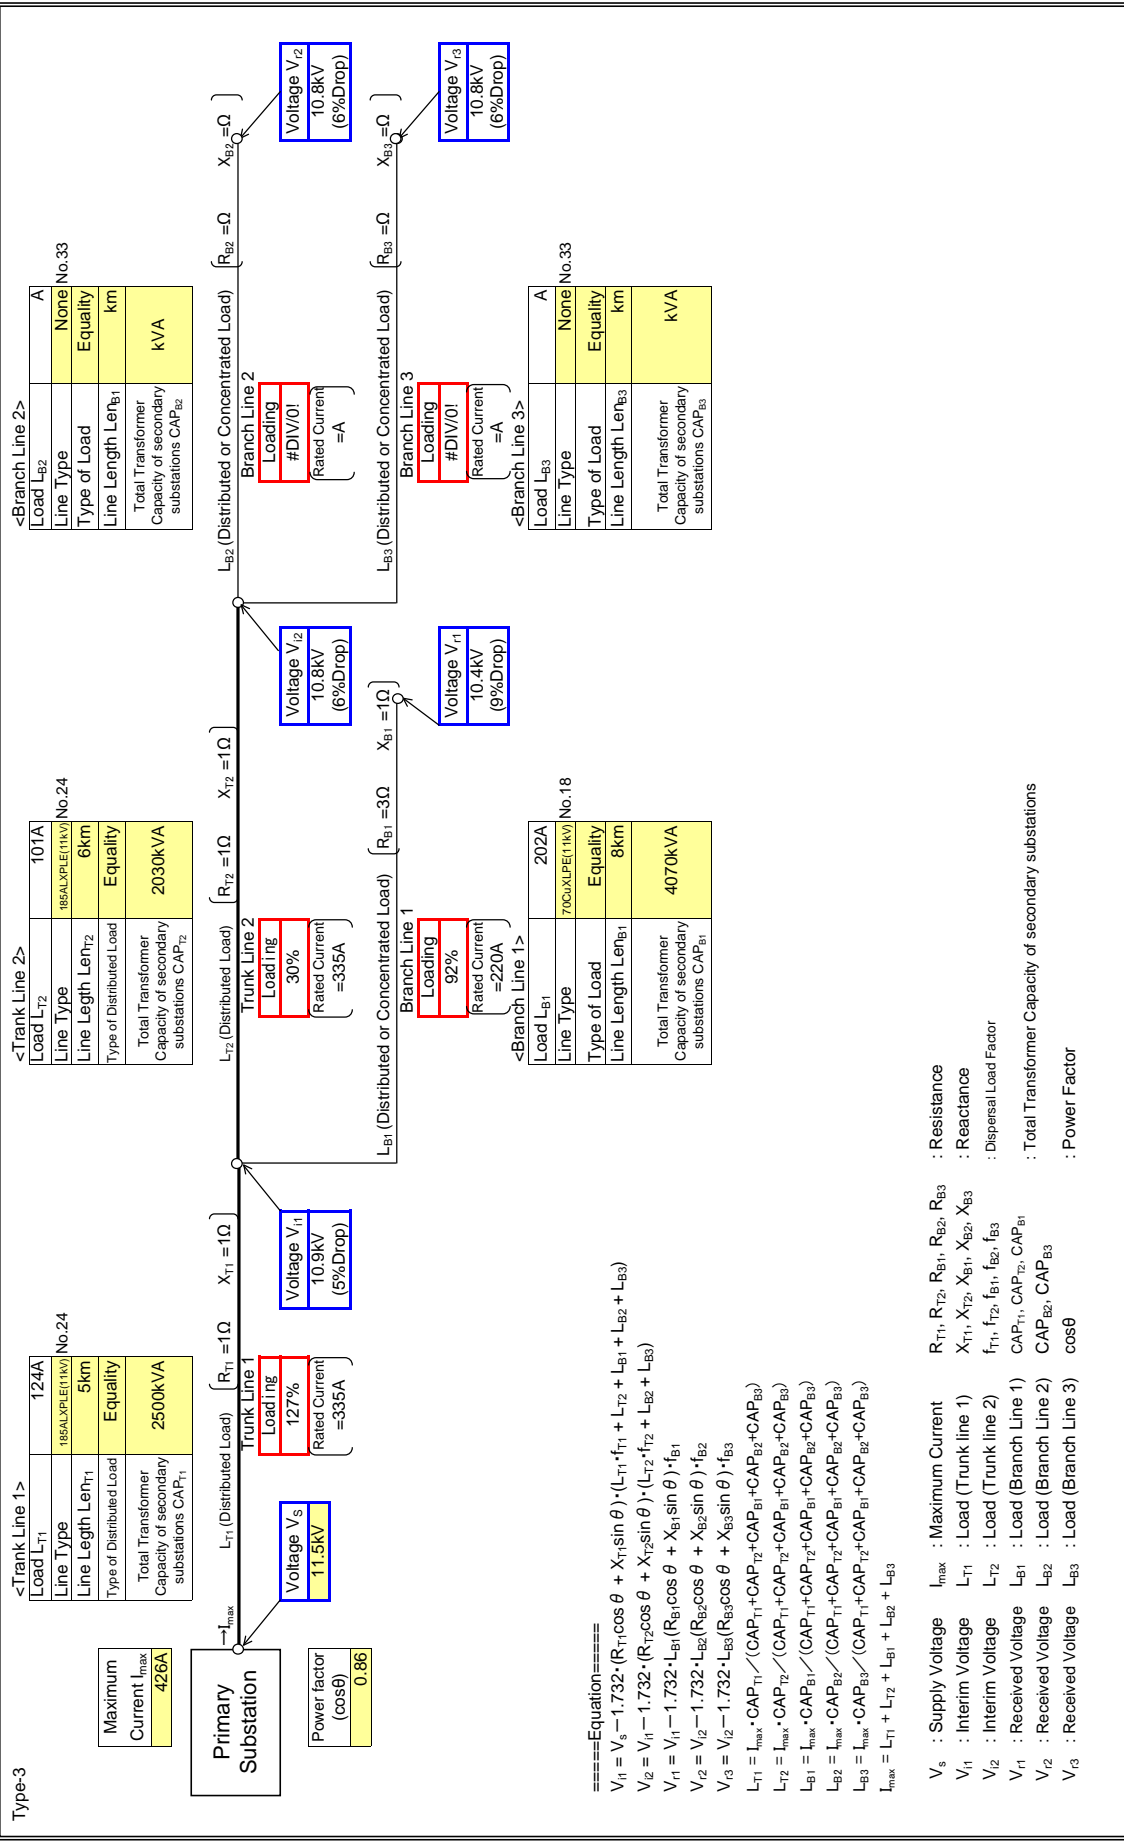 Type-3
Maximum
Current Imax
426A
Primary
Substation
Power factor
(cosθ)
0.86
→Imax
Voltage VS
11.5kV
<Trank Line 1>
Load LT1 124A
Line Type 185ALXPLE(11kV) No.24
Line Legth LenT1 5km
Type of Distributed Load Equality
Total Transformer
Capacity of secondary
substations CAPT1
2500kVA
LT1 (Distributed Load) RT1 =1Ω XT1 =1Ω
Trunk Line 1
Loading
127%
Rated Current
=335A
Voltage Vi1
10.9kV
(5%Drop)
<Trank Line 2>
Load LT2 101A
Line Type 185ALXPLE(11kV) No.24
Line Legth LenT2 6km
Type of Distributed Load Equality
Total Transformer
Capacity of secondary
substations CAPT2
2030kVA
LT2 (Distributed Load) RT2 =1Ω XT2 =1Ω
Trunk Line 2
Loading
30%
Rated Current
=335A
Voltage Vi2
10.8kV
(6%Drop)
LB1 (Distributed or Concentrated Load) RB1 =3Ω XB1 =1Ω
Branch Line 1
Loading
92%
Rated Current
=220A
Voltage Vr1
10.4kV
(9%Drop)
<Branch Line 1>
Load LB1 202A
Line Type 70CuXLPE(11kV) No.18
Type of Load Equality
Line Length LenB1 8km
Total Transformer
Capacity of secondary
substations CAPB1
4070kVA
<Branch Line 2>
Load LB2 A
Line Type None No.33
Type of Load Equality
Line Length LenB1 km
Total Transformer
Capacity of secondary
substations CAPB2
kVA
LB2 (Distributed or Concentrated Load) RB2 =Ω XB2 =Ω
Branch Line 2
Loading
#DIV/0!
Rated Current
=A
Voltage Vr2
10.8kV
(6%Drop)
LB3 (Distributed or Concentrated Load) RB3 =Ω XB3 =Ω
Branch Line 3
Loading
#DIV/0!
Rated Current
=A
Voltage Vr3
10.8kV
(6%Drop)
<Branch Line 3>
Load LB3 A
Line Type None No.33
Type of Load Equality
Line Length LenB3 km
Total Transformer
Capacity of secondary
substations CAPB3
kVA
=====Equation=====
Vi1 = Vs－1.732・(RT1cosθ + XT1sinθ)・(LT1・fT1 + LT2 + LB1 + LB2 + LB3)
Vi2 = Vi1－1.732・(RT2cosθ + XT2sinθ)・(LT2・fT2 + LB2 + LB3)
Vr1 = Vi1－1.732・LB1(RB1cosθ + XB1sinθ)・fB1
Vr2 = Vi2－1.732・LB2(RB2cosθ + XB2sinθ)・fB2
Vr3 = Vi2－1.732・LB3(RB3cosθ + XB3sinθ)・fB3
LT1 = Imax・CAPT1／(CAPT1+CAPT2+CAPB1+CAPB2+CAPB3)
LT2 = Imax・CAPT2／(CAPT1+CAPT2+CAPB1+CAPB2+CAPB3)
LB1 = Imax・CAPB1／(CAPT1+CAPT2+CAPB1+CAPB2+CAPB3)
LB2 = Imax・CAPB2／(CAPT1+CAPT2+CAPB1+CAPB2+CAPB3)
LB3 = Imax・CAPB3／(CAPT1+CAPT2+CAPB1+CAPB2+CAPB3)
Imax = LT1 + LT2 + LB1 + LB2 + LB3
Vs : Supply Voltage Imax : Maximum Current RT1, RT2, RB1, RB2, RB3 : Resistance
Vi1 : Interim Voltage LT1 : Load (Trunk line 1) XT1, XT2, XB1, XB2, XB3 : Reactance
Vi2 : Interim Voltage LT2 : Load (Trunk line 2) fT1, fT2, fB1, fB2, fB3 : Dispersal Load Factor
Vr1 : Received Voltage LB1 : Load (Branch Line 1) CAPT1, CAPT2, CAPB1 : Total Transformer Capacity of secondary substations
Vr2 : Received Voltage LB2 : Load (Branch Line 2) CAPB2, CAPB3
Vr3 : Received Voltage LB3 : Load (Branch Line 3) cosθ : Power Factor